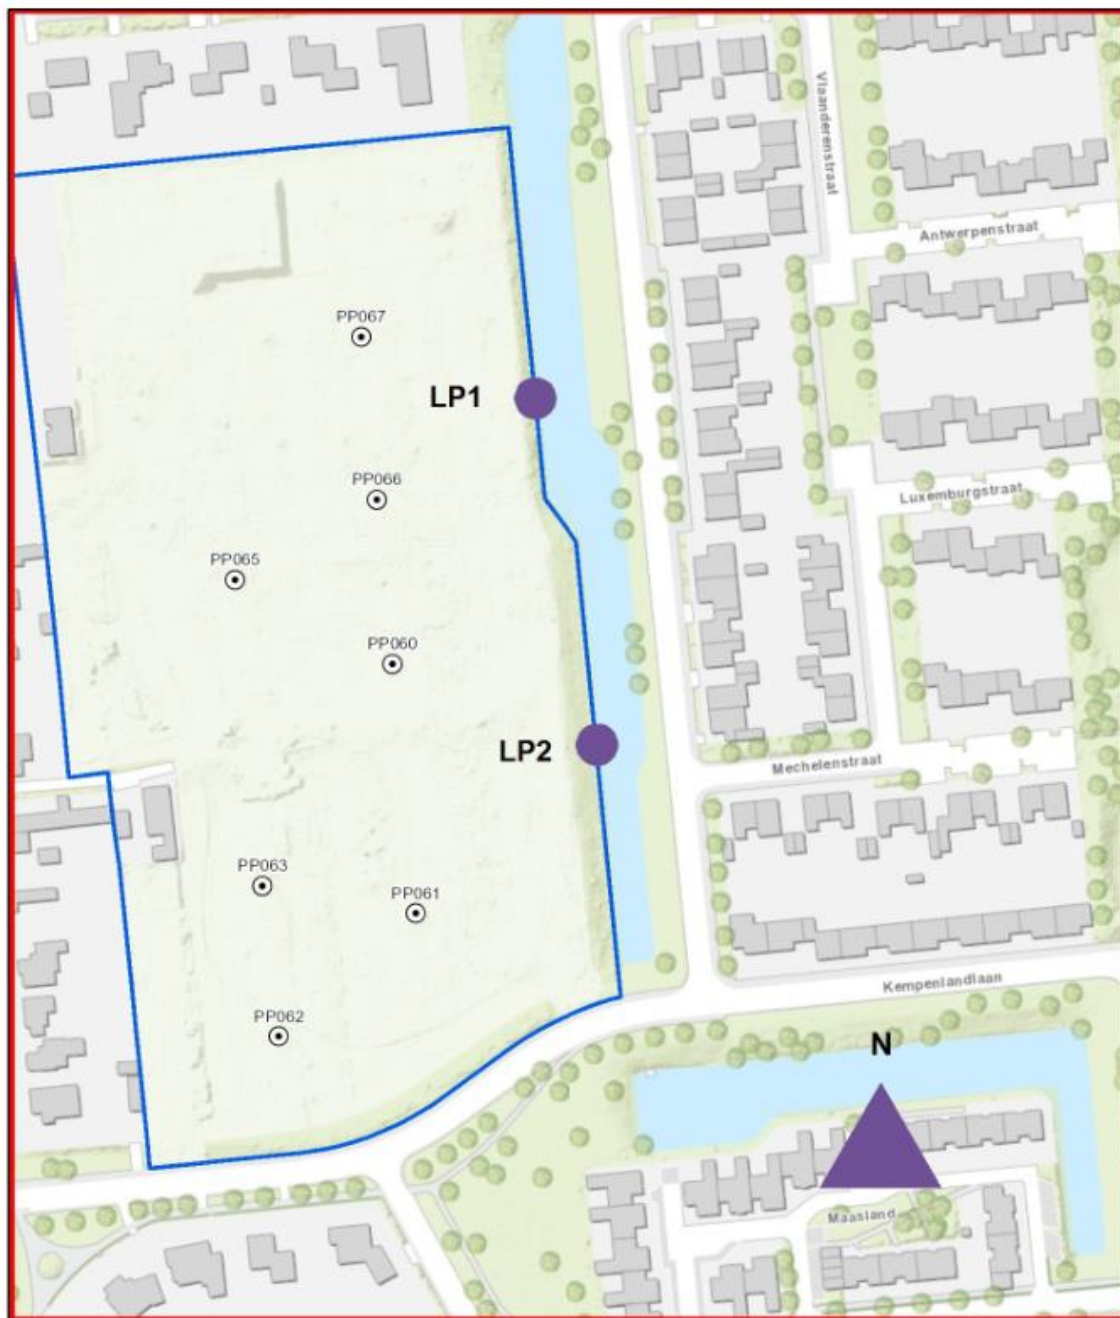 Vlaanderenstraat
Antwerpenstraat
PP067
LP1
PP066
Luxemburgstraat
PP065
PP060
LP2
Mechelenstraat
PP063
PP061
Kempenlandlaan
PP062
N
Maasland